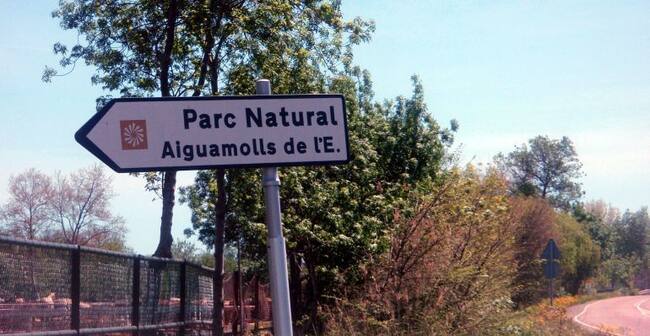 Parc Natural
Aiguamolls de l'E.